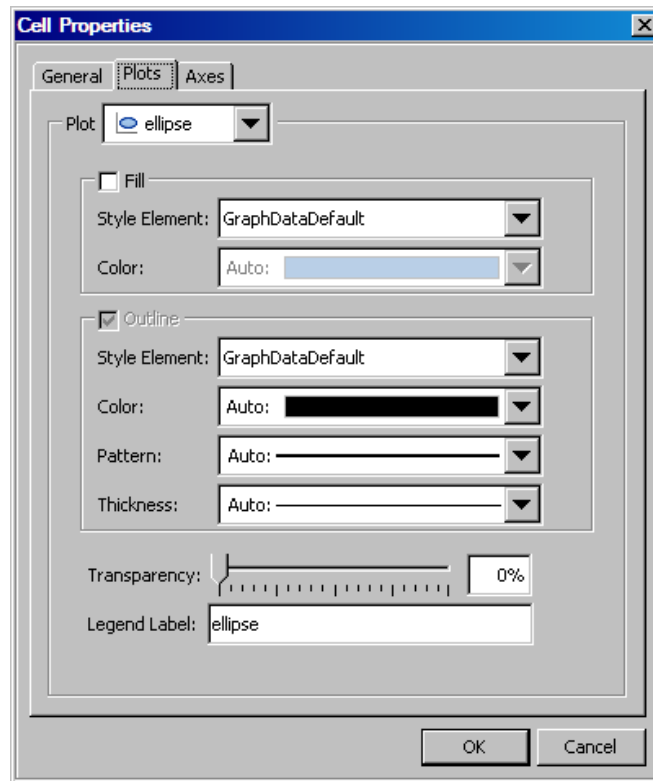 Cell Properties
General Plots Axes
Plot ellipse
Fill
Style Element: GraphDataDefault
Color: Auto:
Outline
Style Element: GraphDataDefault
Color: Auto:
Pattern: Auto:
Thickness: Auto:
Transparency: 0%
Legend Label: ellipse
OK Cancel